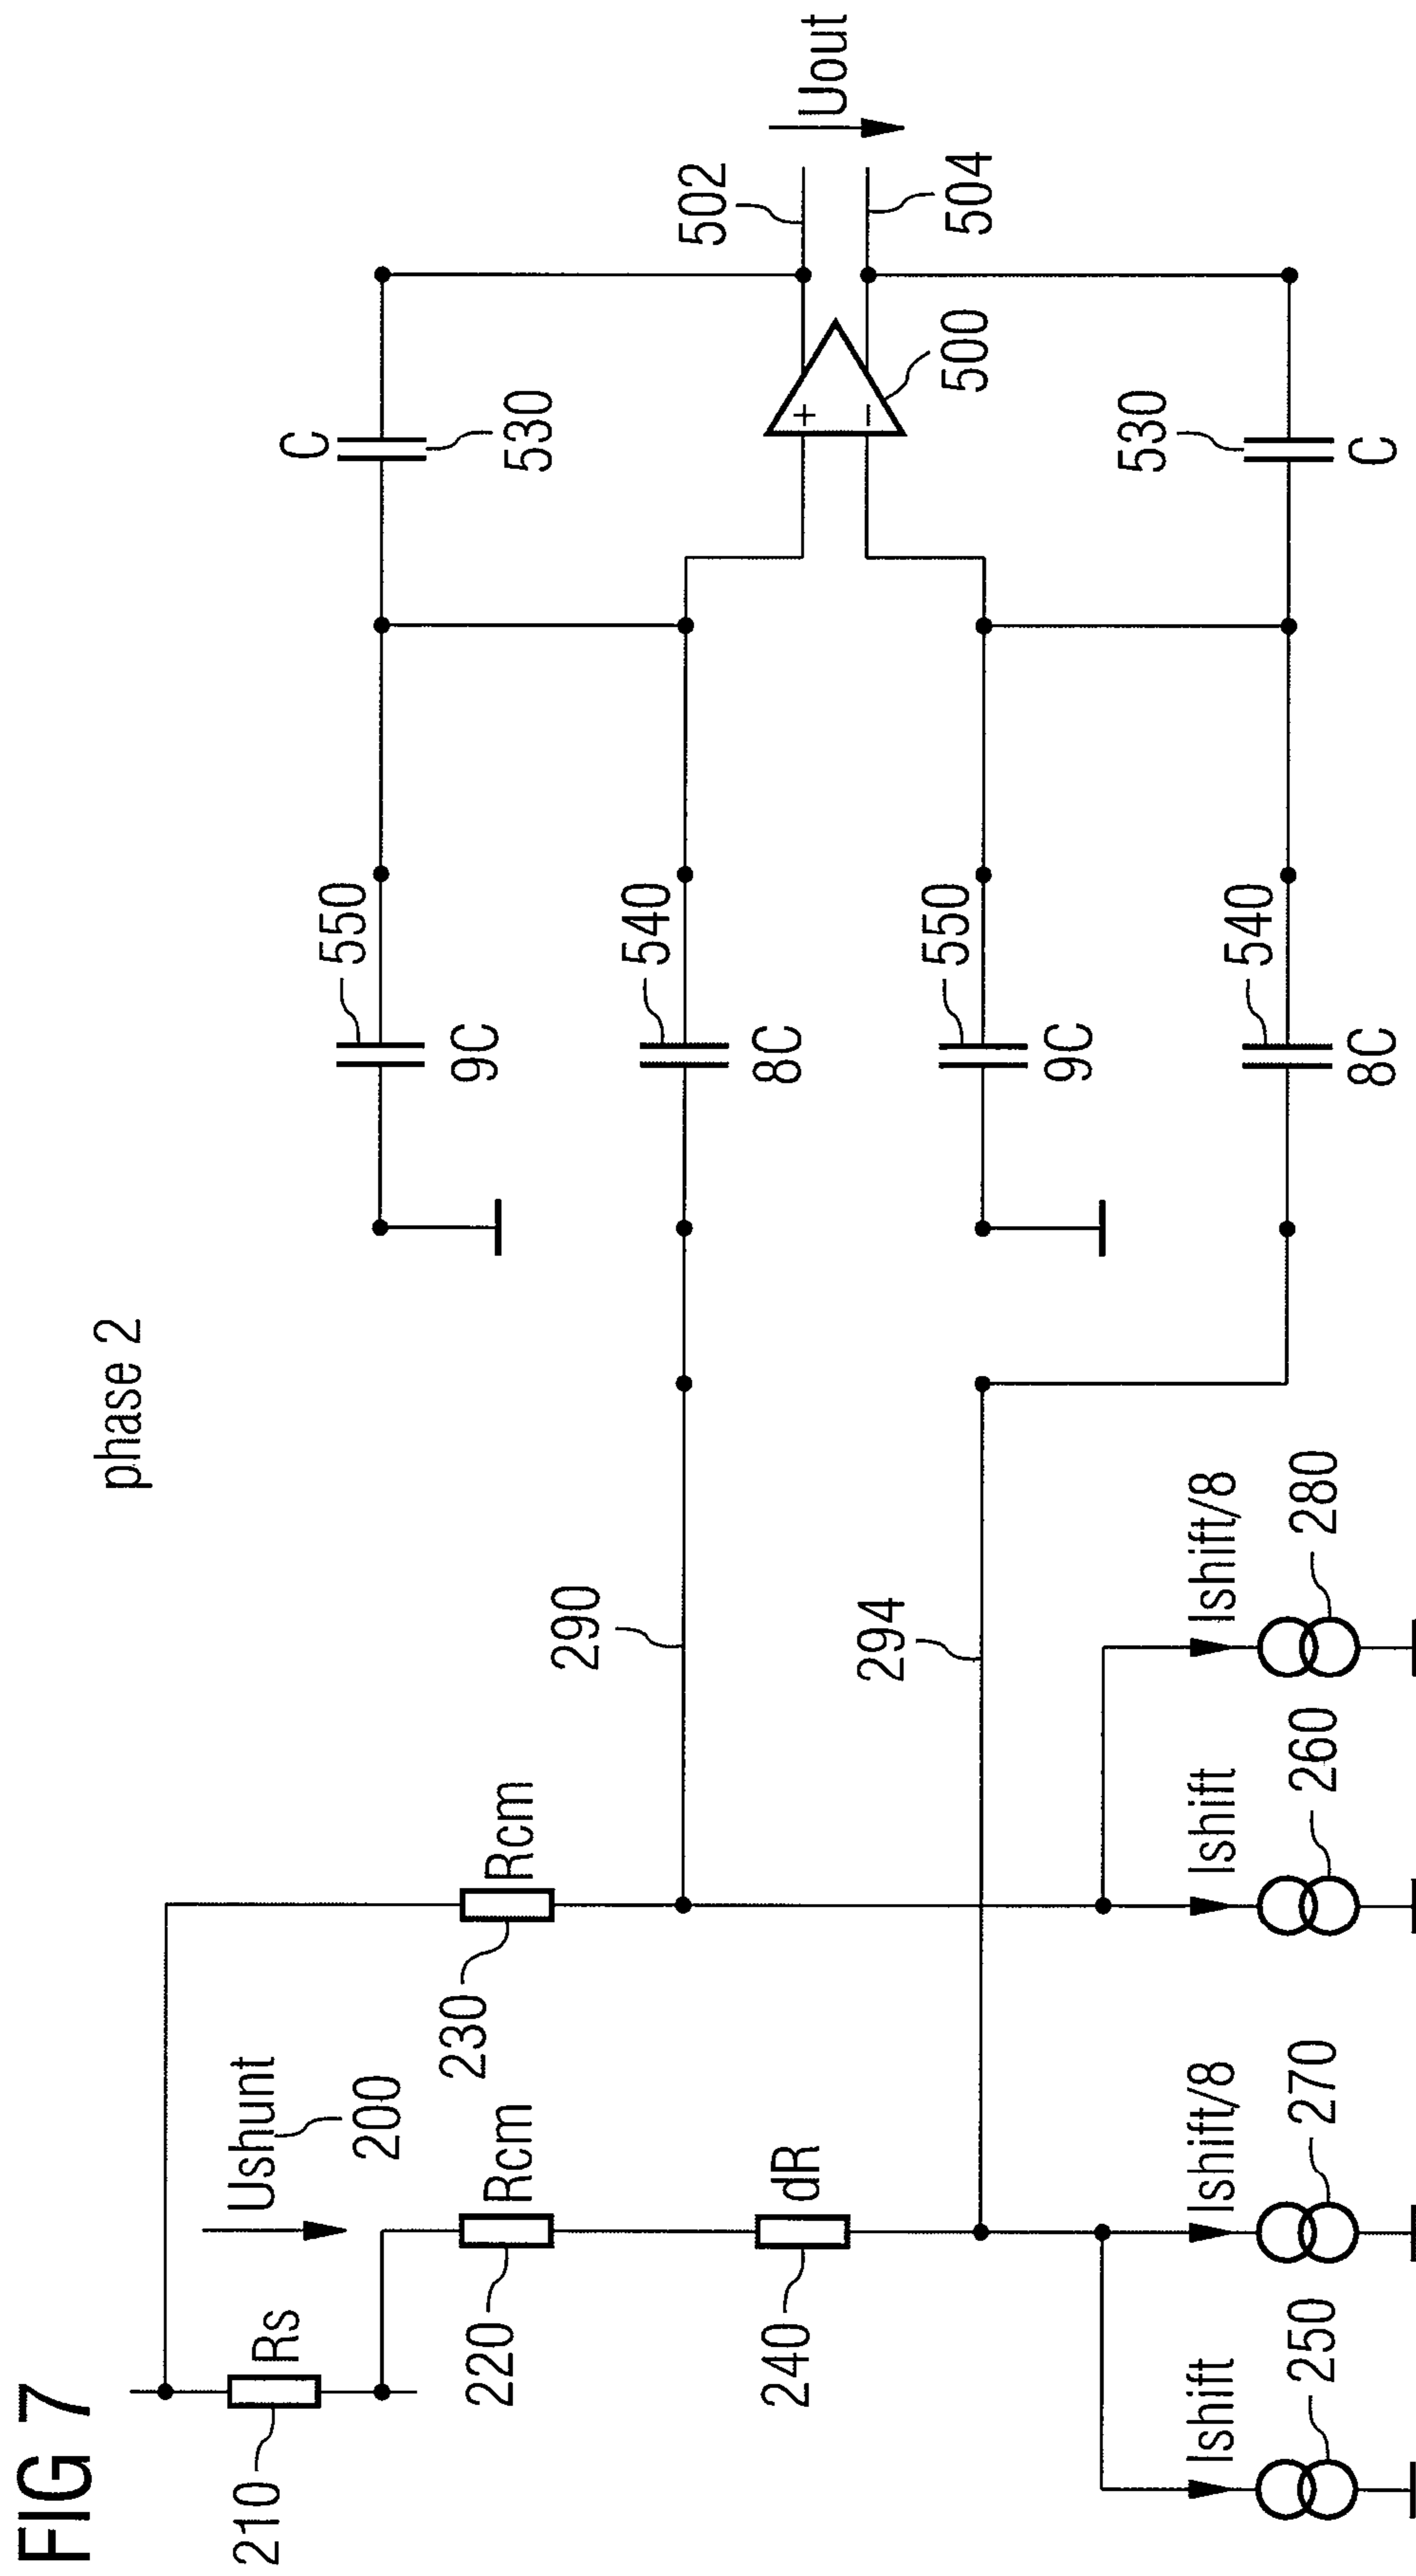 FIG 7
phase 2
210
Rs
Ushunt
200
220
Rcm
230
Rcm
240
dR
290
294
Ishift
250
Ishift/8
270
Ishift
260
Ishift/8
280
550
9C
540
8C
550
9C
540
8C
C
530
530
C
+
−
500
502
504
Uout